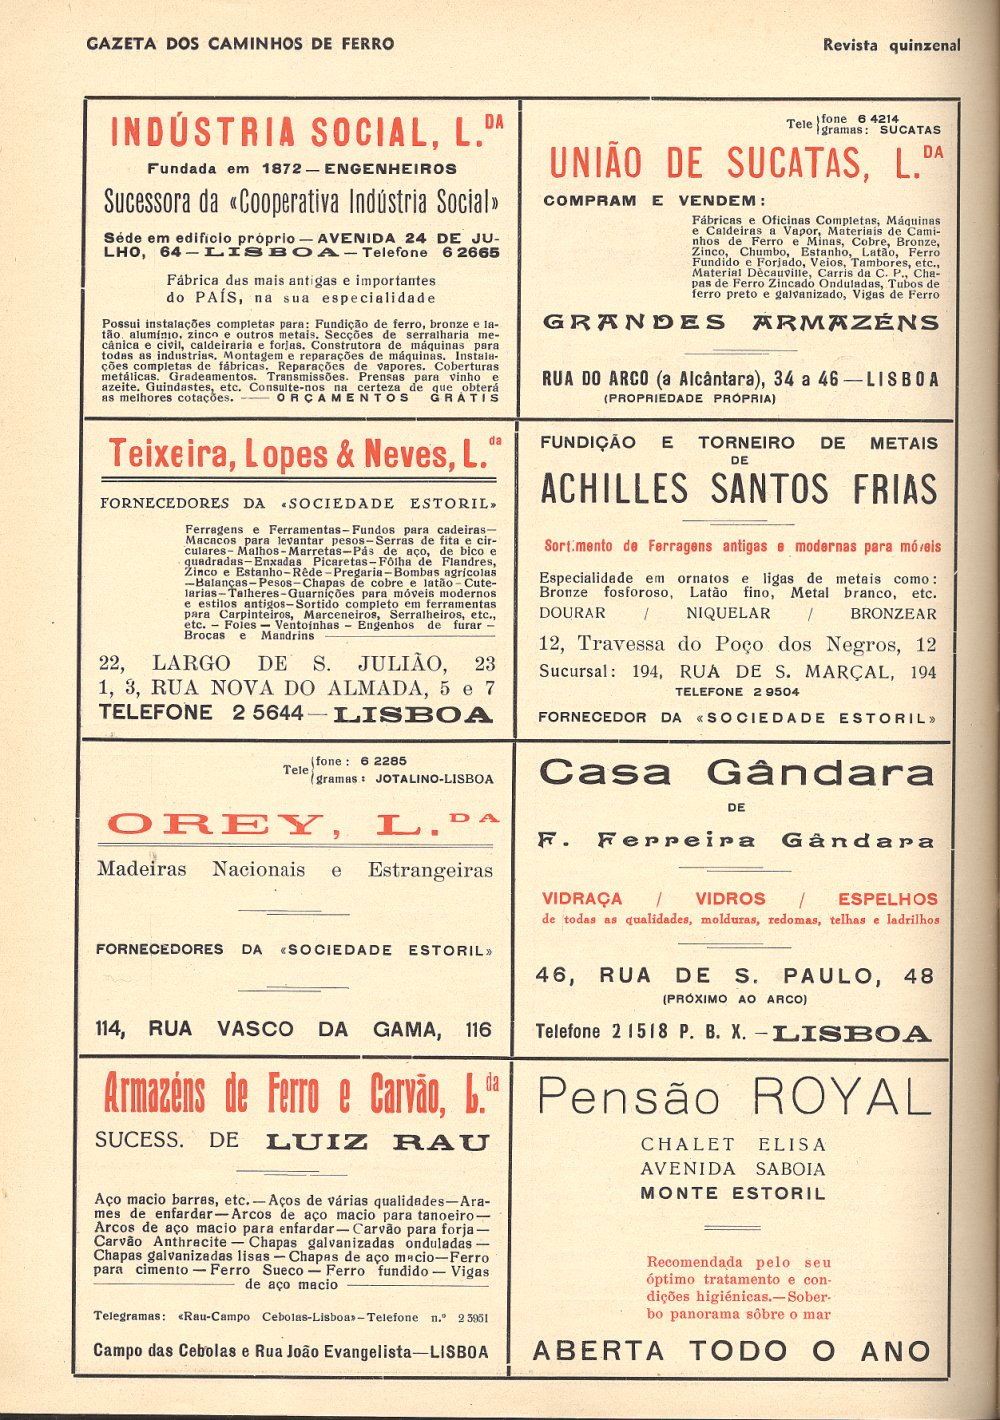 GAZETA DOS CAMINHOS DE FERRO
Revista quinzenal
INDÚSTRIA SOCIAL, L.DA
Fundada em 1872 — ENGENHEIROS
Sucessora da «Cooperativa Indústria Social»
Séde em edifício próprio — AVENIDA 24 DE JU-
LHO, 64 — LISBOA — Telefone 6 2665
Fábrica das mais antigas e importantes
do PAÍS, na sua especialidade
Possui instalações completas para: Fundição de ferro, bronze e la-
tão, alumínio, zinco e outros metais. Secções de serralharia me-
cânica e civil, caldeiraria e forjas. Construtora de máquinas para
todas as industrias. Montagem e reparações de máquinas. Instala-
ções completas de fábricas. Reparações de vapores. Coberturas
metálicas. Gradeamentos. Transmissões. Prensas para vinho e
azeite. Guindastes, etc. Consulte-nos na certeza de que obterá
as melhores cotações. — ORÇAMENTOS GRÁTIS
Tele { fone 6 4214
gramas: SUCATAS
UNIÃO DE SUCATAS, L.DA
COMPRAM E VENDEM:
Fábricas e Oficinas Completas, Máquinas
e Caldeiras a Vapor, Materiais de Cami-
nhos de Ferro e Minas, Cobre, Bronze,
Zinco, Chumbo, Estanho, Latão, Ferro
Fundido e Forjado, Veios, Tambores, etc.,
Material Dècauville, Carris da C. P., Cha-
pas de Ferro Zincado Onduladas, Tubos de
ferro preto e galvanizado, Vigas de Ferro
GRANDES ARMAZÉNS
RUA DO ARCO (a Alcântara), 34 a 46 — LISBOA
(PROPRIEDADE PRÓPRIA)
Teixeira, Lopes & Neves, L.da
FORNECEDORES DA «SOCIEDADE ESTORIL»
Ferragens e Ferramentas—Fundos para cadeiras—
Macacos para levantar pesos—Serras de fita e cir-
culares—Malhos—Marretas—Pás de aço, de bico e
quadradas—Enxadas Picaretas—Fôlha de Flandres,
Zinco e Estanho—Rêde—Pregaria—Bombas agrícolas
—Balanças—Pesos—Chapas de cobre e latão—Cute-
larias—Talheres—Guarnições para móveis modernos
e estilos antigos—Sortido completo em ferramentas
para Carpinteiros, Marceneiros, Serralheiros, etc.,
etc. — Foles — Ventoínhas — Engenhos de furar —
Brocas e Mandrins
22, LARGO DE S. JULIÃO, 23
1, 3, RUA NOVA DO ALMADA, 5 e 7
TELEFONE 2 5644 — LISBOA
FUNDIÇÃO E TORNEIRO DE METAIS
DE
ACHILLES SANTOS FRIAS
Sortimento de Ferragens antigas e modernas para móveis
Especialidade em ornatos e ligas de metais como:
Bronze fosforoso, Latão fino, Metal branco, etc.
DOURAR / NIQUELAR / BRONZEAR
12, Travessa do Poço dos Negros, 12
Sucursal: 194, RUA DE S. MARÇAL, 194
TELEFONE 2 9504
FORNECEDOR DA «SOCIEDADE ESTORIL»
Tele { fone: 6 2285
gramas: JOTALINO-LISBOA
OREY, L.DA
Madeiras Nacionais e Estrangeiras
FORNECEDORES DA «SOCIEDADE ESTORIL»
114, RUA VASCO DA GAMA, 116
Casa Gândara
DE
F. Ferreira Gândara
VIDRAÇA / VIDROS / ESPELHOS
de todas as qualidades, molduras, redomas, telhas e ladrilhos
46, RUA DE S. PAULO, 48
(PRÓXIMO AO ARCO)
Telefone 2 1518 P. B. X. — LISBOA
Armazéns de Ferro e Carvão, L.da
SUCESS. DE LUIZ RAU
Aço macio barras, etc. — Aços de várias qualidades—Ara-
mes de enfardar—Arcos de aço macio para tanoeiro—
Arcos de aço macio para enfardar—Carvão para forja—
Carvão Anthracite — Chapas galvanizadas onduladas —
Chapas galvanizadas lisas — Chapas de aço macio—Ferro
para cimento — Ferro Sueco — Ferro fundido — Vigas
de aço macio
Telegramas: «Rau-Campo Cebolas-Lisboa»—Telefone n.º 2 3951
Campo das Cebolas e Rua João Evangelista—LISBOA
Pensão ROYAL
CHALET ELISA
AVENIDA SABOIA
MONTE ESTORIL
Recomendada pelo seu
óptimo tratamento e con-
dições higiénicas.—Sober-
bo panorama sôbre o mar
ABERTA TODO O ANO